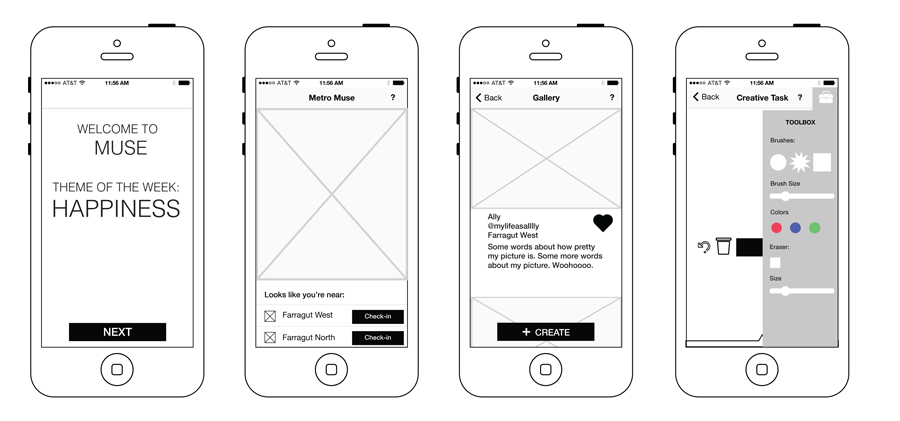 AT&T 11:56 AM
WELCOME TO
MUSE
THEME OF THE WEEK:
HAPPINESS
NEXT
AT&T 11:56 AM
Metro Muse ?
Looks like you're near:
Farragut West Check-in
Farragut North Check-in
AT&T 11:56 AM
Back Gallery ?
Ally
@mylifeasalllly
Farragut West
Some words about how pretty
my picture is. Some more words
about my picture. Woohoooo.
+ CREATE
AT&T 11:56 AM
Back Creative Task ?
TOOLBOX
Brushes:
Brush Size
Colors
Eraser:
Size